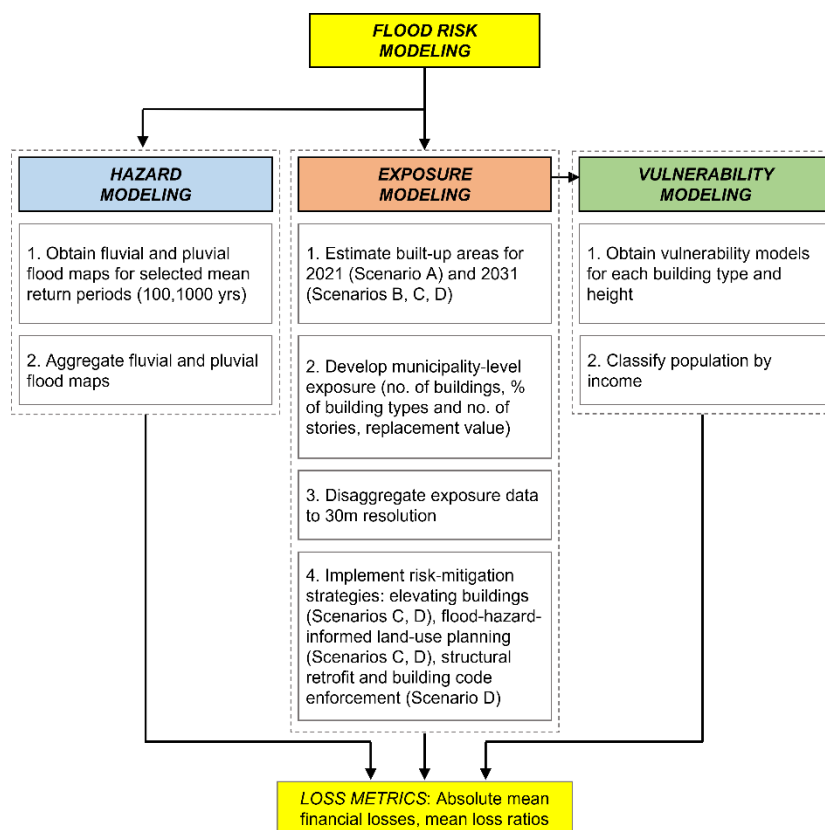 FLOOD RISK
MODELING
HAZARD
MODELING
1. Obtain fluvial and pluvial
flood maps for selected mean
return periods (100,1000 yrs)
2. Aggregate fluvial and pluvial
flood maps
EXPOSURE
MODELING
1. Estimate built-up areas for
2021 (Scenario A) and 2031
(Scenarios B, C, D)
2. Develop municipality-level
exposure (no. of buildings, %
of building types and no. of
stories, replacement value)
3. Disaggregate exposure data
to 30m resolution
4. Implement risk-mitigation
strategies: elevating buildings
(Scenarios C, D), flood-hazard-
informed land-use planning
(Scenarios C, D), structural
retrofit and building code
enforcement (Scenario D)
VULNERABILITY
MODELING
1. Obtain vulnerability models
for each building type and
height
2. Classify population by
income
LOSS METRICS: Absolute mean
financial losses, mean loss ratios